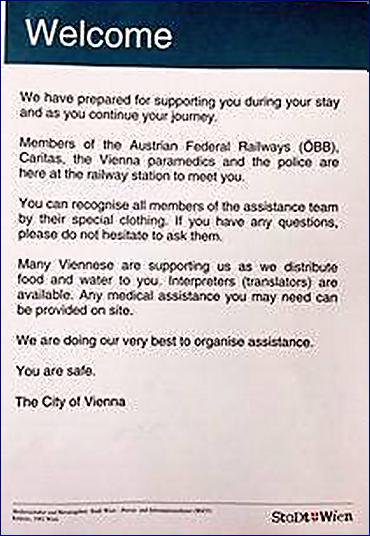 Welcome
We have prepared for supporting you during your stay
and as you continue your journey.
Members of the Austrian Federal Railways (ÖBB),
Caritas, the Vienna paramedics and the police are
here at the railway station to meet you.
You can recognise all members of the assistance team
by their special clothing. If you have any questions,
please do not hesitate to ask them.
Many Viennese are supporting us as we distribute
food and water to you. Interpreters (translators) are
available. Any medical assistance you may need can
be provided on site.
We are doing our very best to organise assistance.
You are safe.
The City of Vienna
StaDt Wien